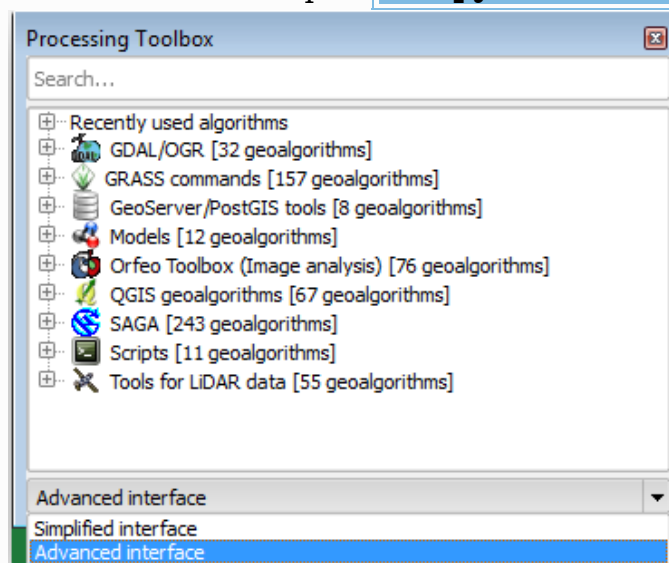 Processing Toolbox
Search...
Recently used algorithms
GDAL/OGR [32 geoalgorithms]
GRASS commands [157 geoalgorithms]
GeoServer/PostGIS tools [8 geoalgorithms]
Models [12 geoalgorithms]
Orfeo Toolbox (Image analysis) [76 geoalgorithms]
QGIS geoalgorithms [67 geoalgorithms]
SAGA [243 geoalgorithms]
Scripts [11 geoalgorithms]
Tools for LiDAR data [55 geoalgorithms]
Advanced interface
Simplified interface
Advanced interface